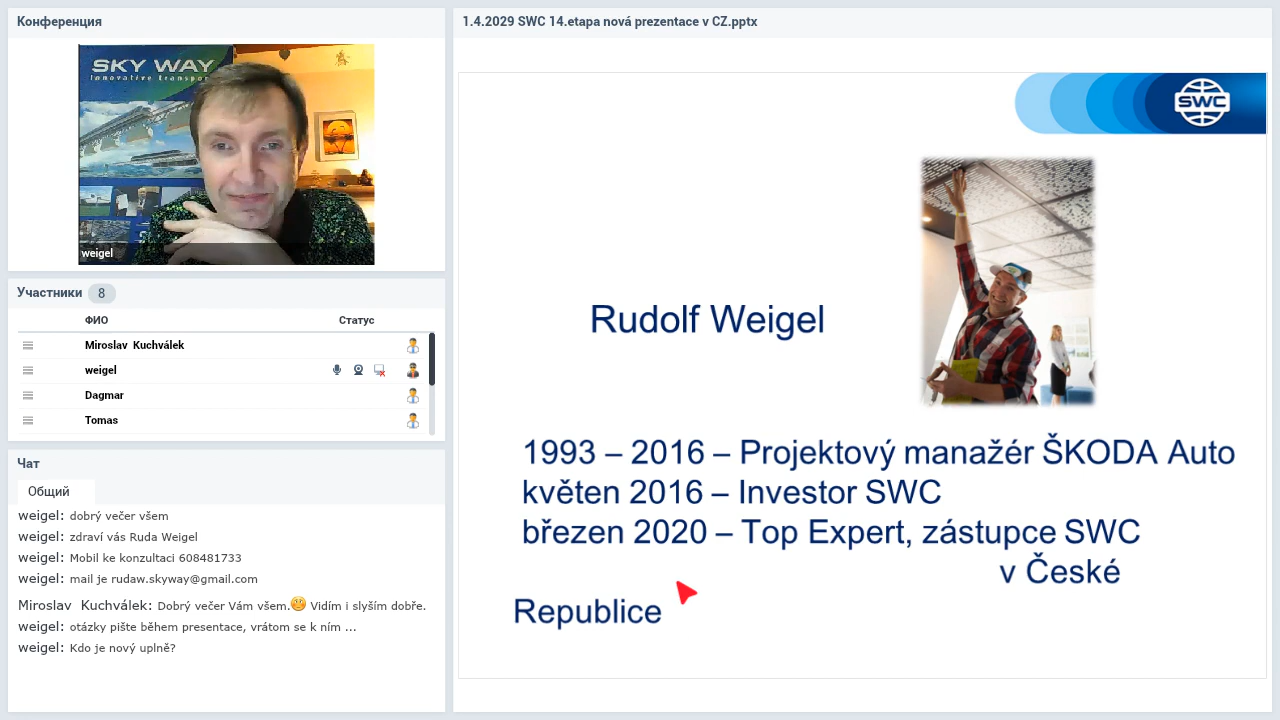 Конференция
SKY WAY
weigel
Участники 8
ФИО Статус
Miroslav Kuchválek
weigel
Dagmar
Tomas
Чат
Общий
weigel: dobrý večer všem
weigel: zdraví vás Ruda Weigel
weigel: Mobil ke konzultaci 608481733
weigel: mail je rudaw.skyway@gmail.com
Miroslav Kuchválek: Dobrý večer Vám všem. Vidím i slyším dobře.
weigel: otázky pište během presentace, vrátom se k ním ...
weigel: Kdo je nový uplně?
1.4.2029 SWC 14.etapa nová prezentace v CZ.pptx
SWC
Rudolf Weigel
1993 – 2016 – Projektový manažér ŠKODA Auto
květen 2016 – Investor SWC
březen 2020 – Top Expert, zástupce SWC
v České
Republice